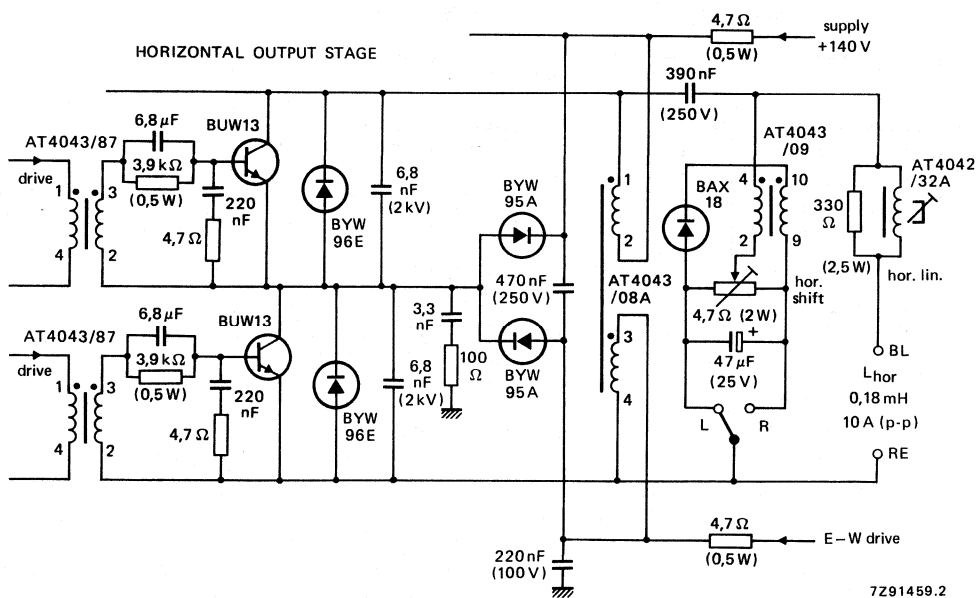 HORIZONTAL OUTPUT STAGE
4,7 Ω
(0,5 W)
supply
+140 V
390 nF
(250 V)
AT4043/87
drive
1
4
3
2
6,8 μF
3,9 kΩ
(0,5 W)
BUW13
220
nF
4,7 Ω
BYW
96E
6,8
nF
(2 kV)
BYW
95A
470 nF
(250 V)
BYW
95A
3,3
nF
100
Ω
1
2
AT4043
/08A
3
4
BAX
18
AT4043
/09
4
10
2
9
hor.
shift
4,7 Ω (2 W)
+
47 μF
(25 V)
L
R
330
Ω
(2,5 W)
AT4042
/32A
hor. lin.
BL
Lhor
0,18 mH
10 A (p-p)
RE
AT4043/87
drive
1
4
3
2
6,8 μF
3,9 kΩ
(0,5 W)
BUW13
220
nF
4,7 Ω
BYW
96E
6,8
nF
(2 kV)
220 nF
(100 V)
4,7 Ω
(0,5 W)
E–W drive
7Z91459.2